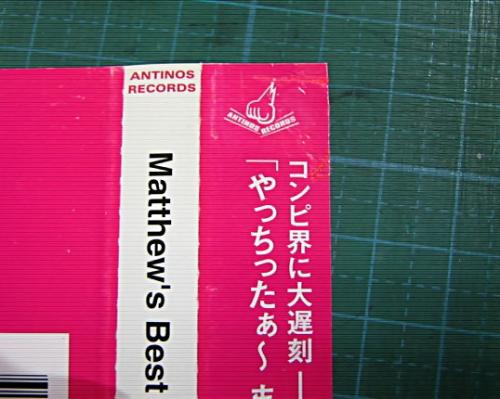 ANTINOS
RECORDS
Matthew's Best
ANTINOS RECORDS
コンピ界に大遅刻—
「やっちったぁ〜